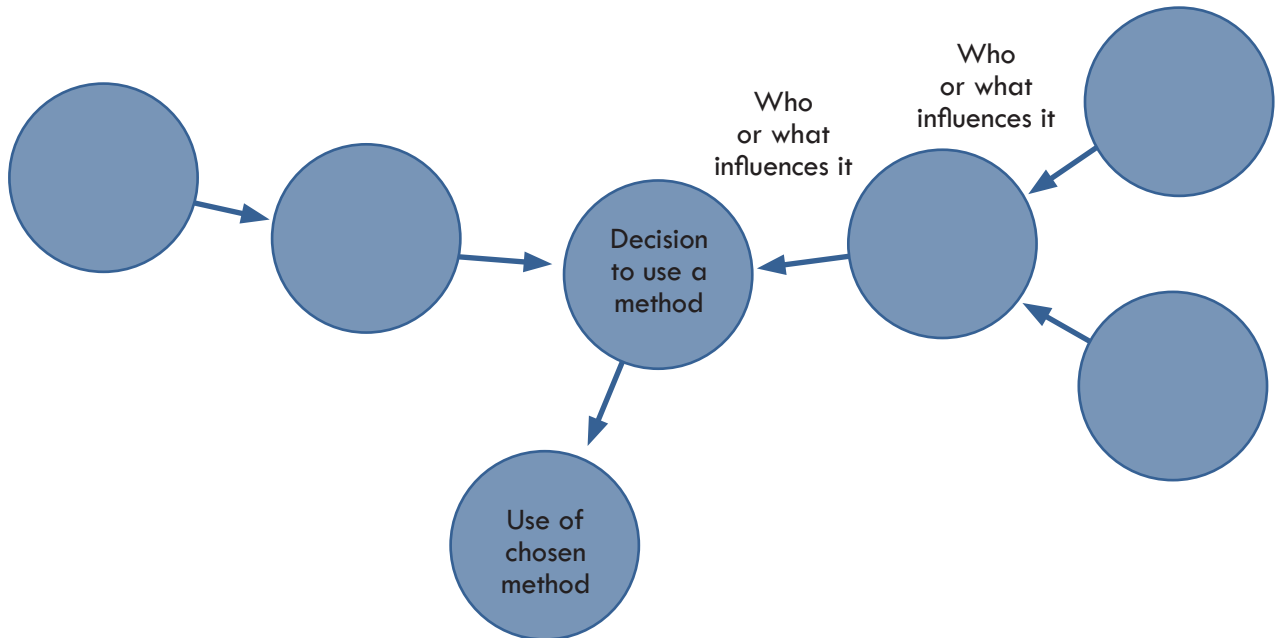 Who
or what
influences it
Who
or what
influences it
Decision
to use a
method
Use of
chosen
method